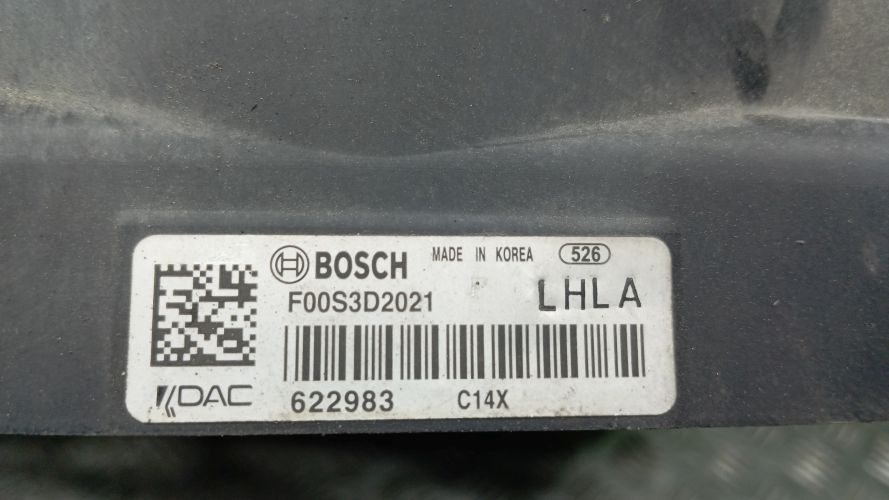 BOSCH MADE IN KOREA 526
F00S3D2021 LHLA
DAC 622983 C14X